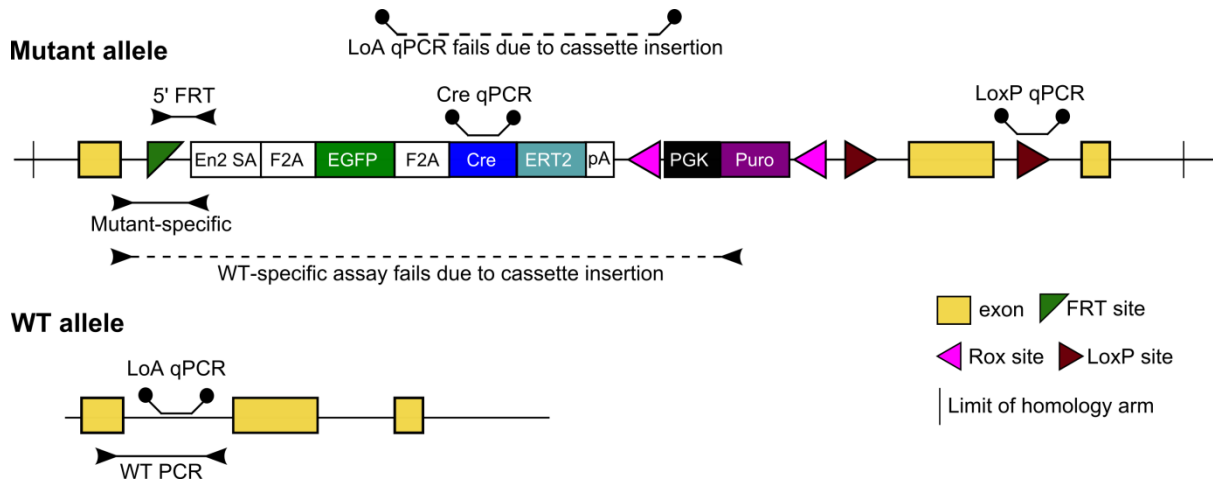 LoA qPCR fails due to cassette insertion
Mutant allele
5' FRT
Cre qPCR
LoxP qPCR
En2 SA F2A EGFP F2A Cre ERT2 pA PGK Puro
Mutant-specific
WT-specific assay fails due to cassette insertion
WT allele
LoA qPCR
WT PCR
exon FRT site
Rox site LoxP site
Limit of homology arm